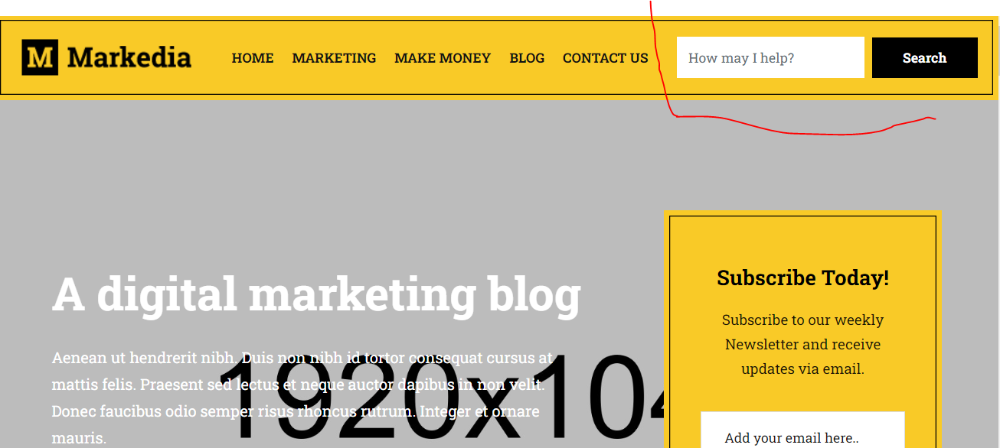 M Markedia HOME MARKETING MAKE MONEY BLOG CONTACT US How may I help? Search
A digital marketing blog
Aenean ut hendrerit nibh. Duis non nibh id tortor consequat cursus at
mattis felis. Praesent sed lectus et neque auctor dapibus in non velit.
Donec faucibus odio semper risus rhoncus rutrum. Integer et ornare
mauris.
1920x104
Subscribe Today!
Subscribe to our weekly
Newsletter and receive
updates via email.
Add your email here..